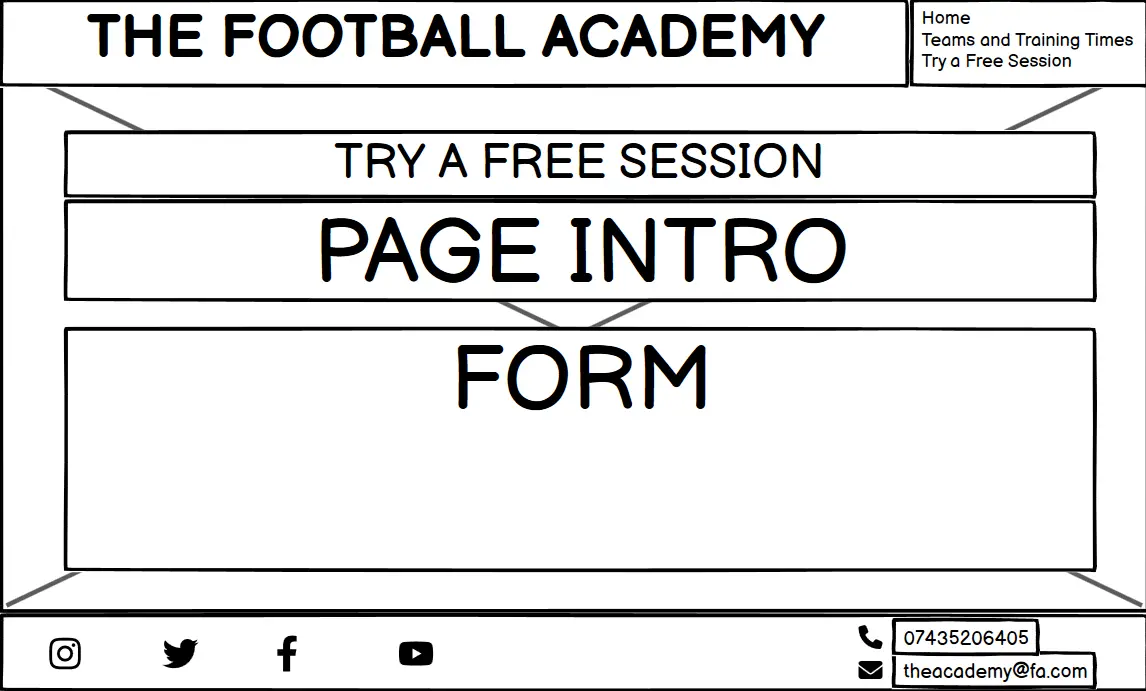 THE FOOTBALL ACADEMY
Home
Teams and Training Times
Try a Free Session
TRY A FREE SESSION
PAGE INTRO
FORM
07435206405
theacademy@fa.com